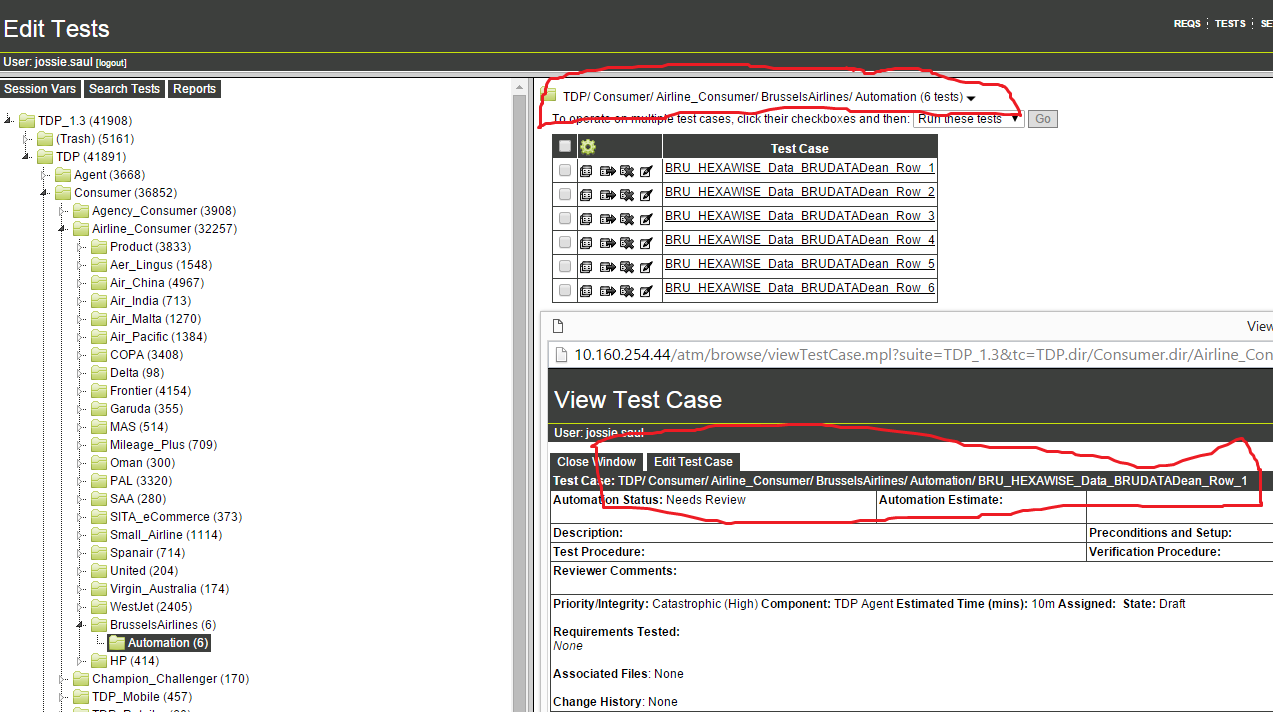 Edit Tests
REQS TESTS SE
User: jossie.saul [logout]
Session Vars Search Tests Reports
TDP_1.3 (41908)
(Trash) (5161)
TDP (41891)
Agent (3668)
Consumer (36852)
Agency_Consumer (3908)
Airline_Consumer (32257)
Product (3833)
Aer_Lingus (1548)
Air_China (4967)
Air_India (713)
Air_Malta (1270)
Air_Pacific (1384)
COPA (3408)
Delta (98)
Frontier (4154)
Garuda (355)
MAS (514)
Mileage_Plus (709)
Oman (300)
PAL (3320)
SAA (280)
SITA_eCommerce (373)
Small_Airline (1114)
Spanair (714)
United (204)
Virgin_Australia (174)
WestJet (2405)
BrusselsAirlines (6)
Automation (6)
HP (414)
Champion_Challenger (170)
TDP_Mobile (457)
TDP/ Consumer/ Airline_Consumer/ BrusselsAirlines/ Automation (6 tests)
To operate on multiple test cases, click their checkboxes and then: Run these tests Go
Test Case
BRU_HEXAWISE_Data_BRUDATADean_Row_1
BRU_HEXAWISE_Data_BRUDATADean_Row_2
BRU_HEXAWISE_Data_BRUDATADean_Row_3
BRU_HEXAWISE_Data_BRUDATADean_Row_4
BRU_HEXAWISE_Data_BRUDATADean_Row_5
BRU_HEXAWISE_Data_BRUDATADean_Row_6
View
10.160.254.44/atm/browse/viewTestCase.mpl?suite=TDP_1.3&tc=TDP.dir/Consumer.dir/Airline_Con
View Test Case
User: jossie.saul
Close Window Edit Test Case
Test Case: TDP/ Consumer/ Airline_Consumer/ BrusselsAirlines/ Automation/ BRU_HEXAWISE_Data_BRUDATADean_Row_1
Automation Status: Needs Review Automation Estimate:
Description: Preconditions and Setup:
Test Procedure: Verification Procedure:
Reviewer Comments:
Priority/Integrity: Catastrophic (High) Component: TDP Agent Estimated Time (mins): 10m Assigned: State: Draft
Requirements Tested:
None
Associated Files: None
Change History: None